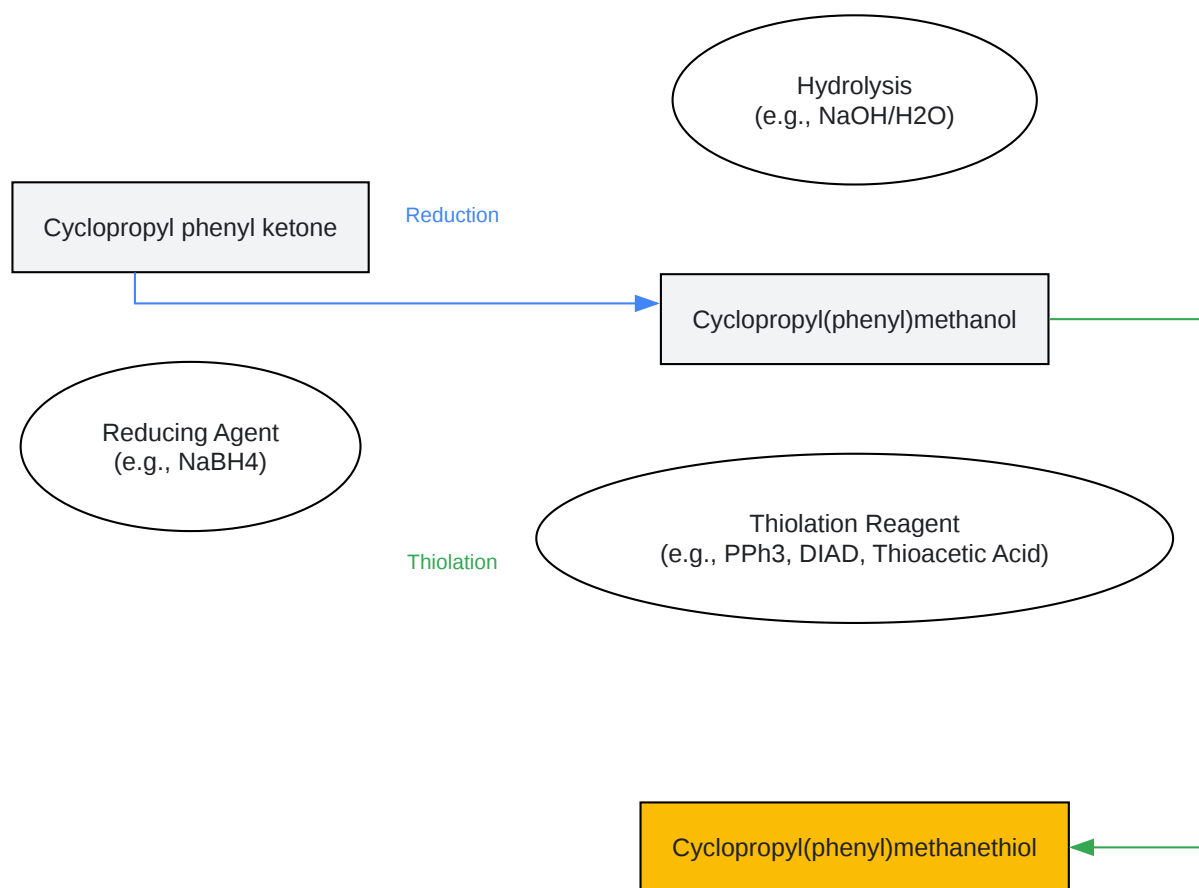 Hydrolysis
(e.g., NaOH/H2O)
Cyclopropyl phenyl ketone
Reduction
Cyclopropyl(phenyl)methanol
Reducing Agent
(e.g., NaBH4)
Thiolation Reagent
(e.g., PPh3, DIAD, Thioacetic Acid)
Thiolation
Cyclopropyl(phenyl)methanethiol